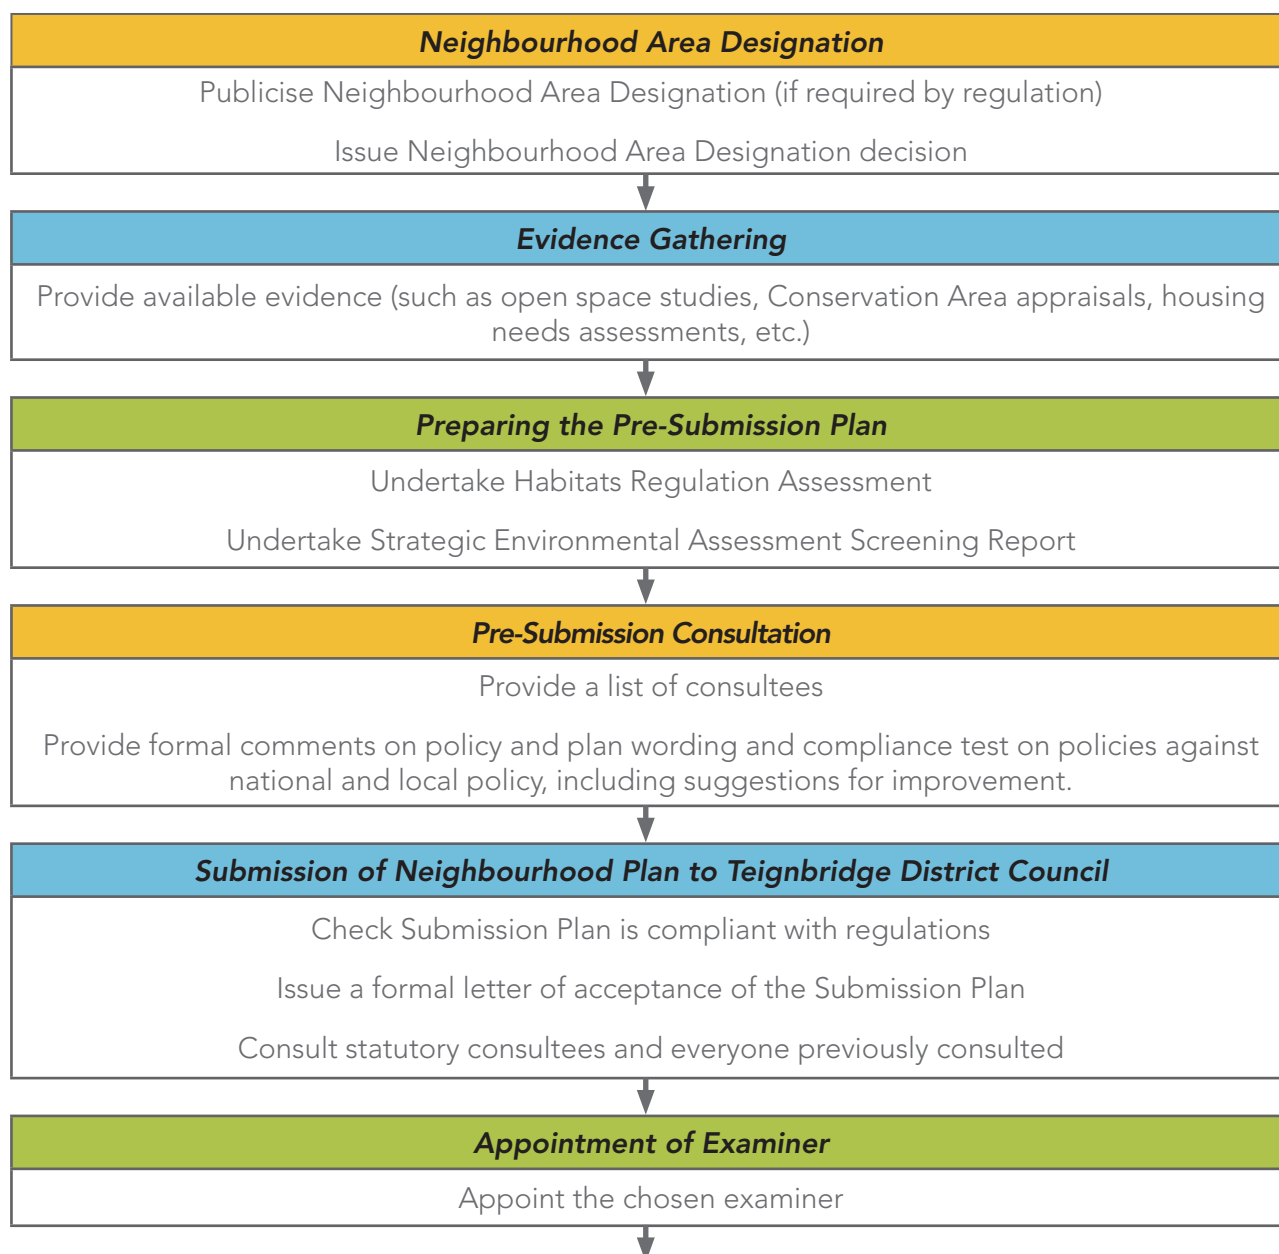 Neighbourhood Area Designation
Publicise Neighbourhood Area Designation (if required by regulation)
Issue Neighbourhood Area Designation decision
Evidence Gathering
Provide available evidence (such as open space studies, Conservation Area appraisals, housing
needs assessments, etc.)
Preparing the Pre-Submission Plan
Undertake Habitats Regulation Assessment
Undertake Strategic Environmental Assessment Screening Report
Pre-Submission Consultation
Provide a list of consultees
Provide formal comments on policy and plan wording and compliance test on policies against
national and local policy, including suggestions for improvement.
Submission of Neighbourhood Plan to Teignbridge District Council
Check Submission Plan is compliant with regulations
Issue a formal letter of acceptance of the Submission Plan
Consult statutory consultees and everyone previously consulted
Appointment of Examiner
Appoint the chosen examiner